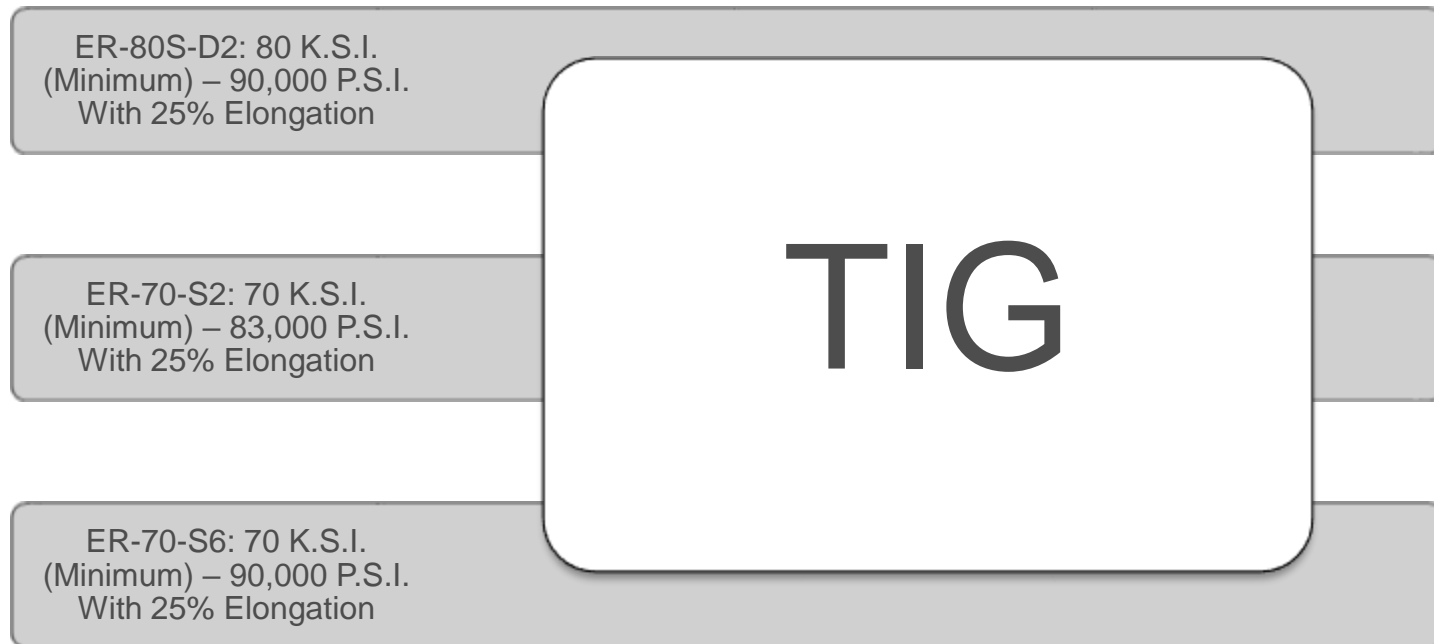 ER-80S-D2: 80 K.S.I.
(Minimum) – 90,000 P.S.I.
With 25% Elongation
TIG
ER-70-S2: 70 K.S.I.
(Minimum) – 83,000 P.S.I.
With 25% Elongation
ER-70-S6: 70 K.S.I.
(Minimum) – 90,000 P.S.I.
With 25% Elongation